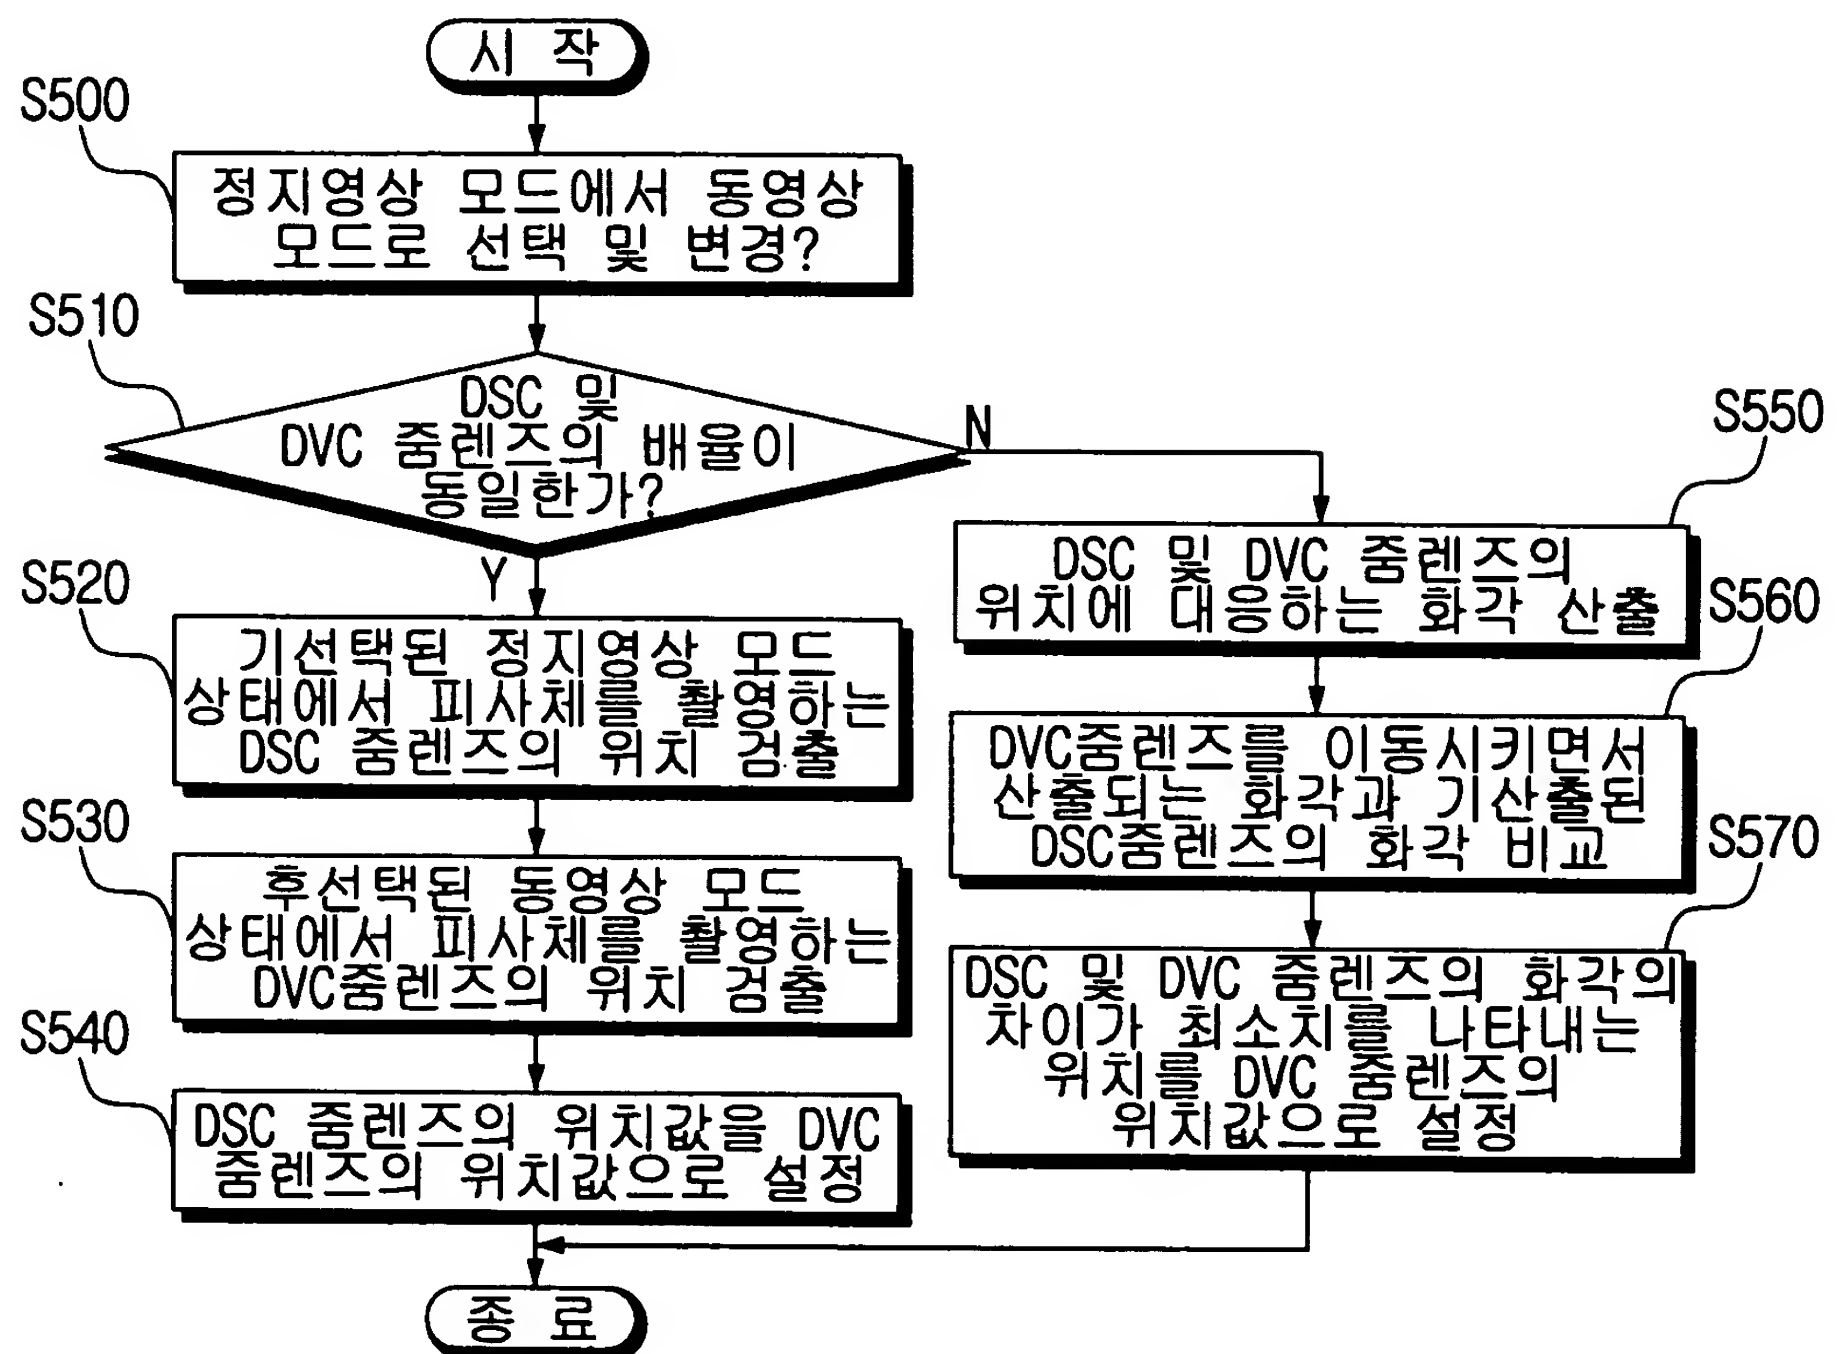 시 작
S500
정지영상 모드에서 동영상
모드로 선택 및 변경?
S510
DSC 및
DVC 줌렌즈의 배율이
동일한가?
N
Y
S520
기선택된 정지영상 모드
상태에서 피사체를 촬영하는
DSC 줌렌즈의 위치 검출
S530
후선택된 동영상 모드
상태에서 피사체를 촬영하는
DVC줌렌즈의 위치 검출
S540
DSC 줌렌즈의 위치값을 DVC
줌렌즈의 위치값으로 설정
S550
DSC 및 DVC 줌렌즈의
위치에 대응하는 화각 산출
S560
DVC줌렌즈를 이동시키면서
산출되는 화각과 기산출된
DSC줌렌즈의 화각 비교
S570
DSC 및 DVC 줌렌즈의 화각의
차이가 최소치를 나타내는
위치를 DVC 줌렌즈의
위치값으로 설정
종 료